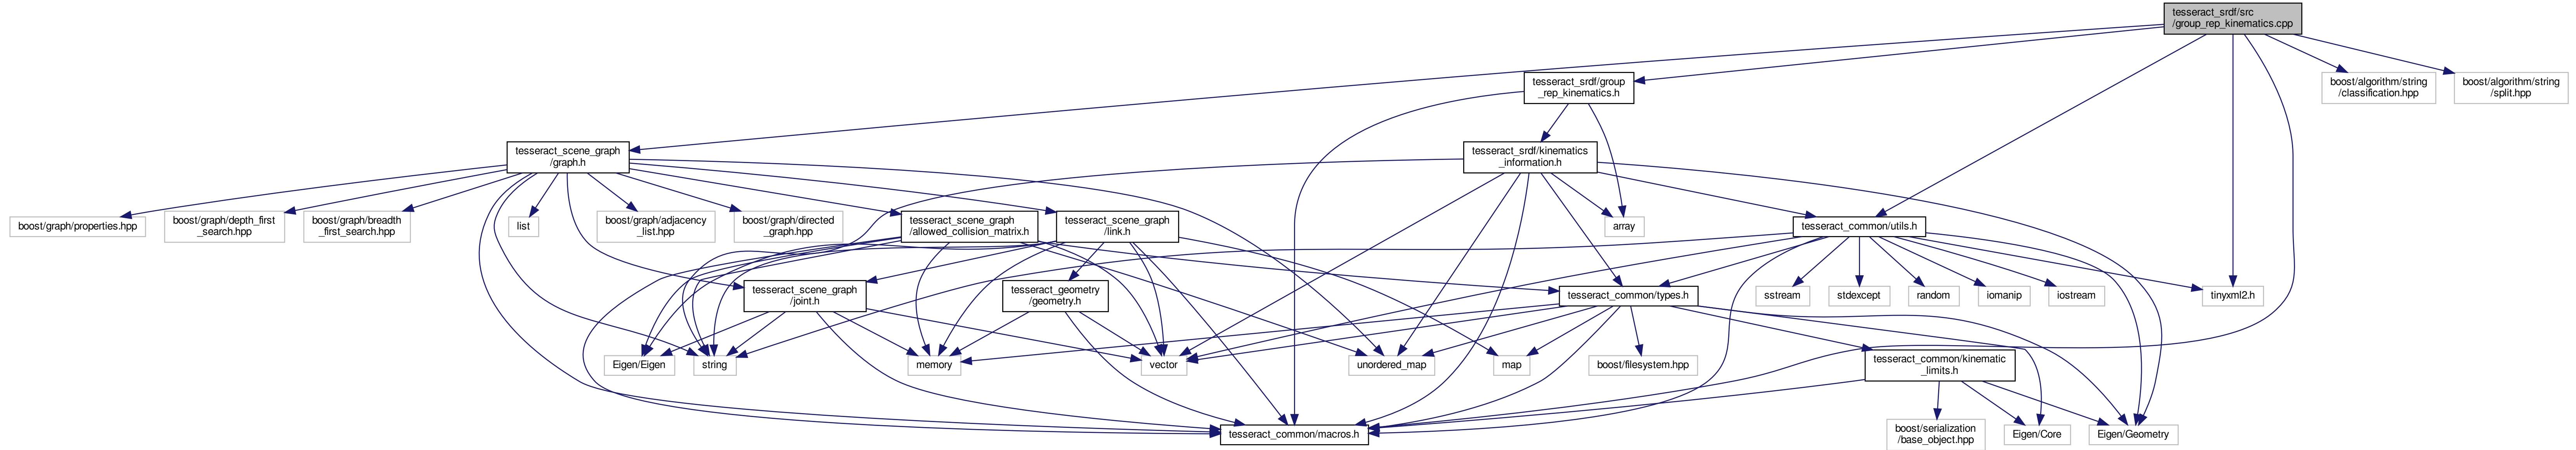 tesseract_srdf/src
/group_rep_kinematics.cpp
tesseract_srdf/group
_rep_kinematics.h
boost/algorithm/string
/classification.hpp
boost/algorithm/string
/split.hpp
tesseract_scene_graph
/graph.h
tesseract_srdf/kinematics
_information.h
boost/graph/properties.hpp
boost/graph/depth_first
_search.hpp
boost/graph/breadth
_first_search.hpp
list
boost/graph/adjacency
_list.hpp
boost/graph/directed
_graph.hpp
tesseract_scene_graph
/allowed_collision_matrix.h
tesseract_scene_graph
/link.h
array
tesseract_common/utils.h
tesseract_scene_graph
/joint.h
tesseract_geometry
/geometry.h
tesseract_common/types.h
sstream
stdexcept
random
iomanip
iostream
tinyxml2.h
Eigen/Eigen
string
memory
vector
unordered_map
map
boost/filesystem.hpp
tesseract_common/kinematic
_limits.h
tesseract_common/macros.h
boost/serialization
/base_object.hpp
Eigen/Core
Eigen/Geometry